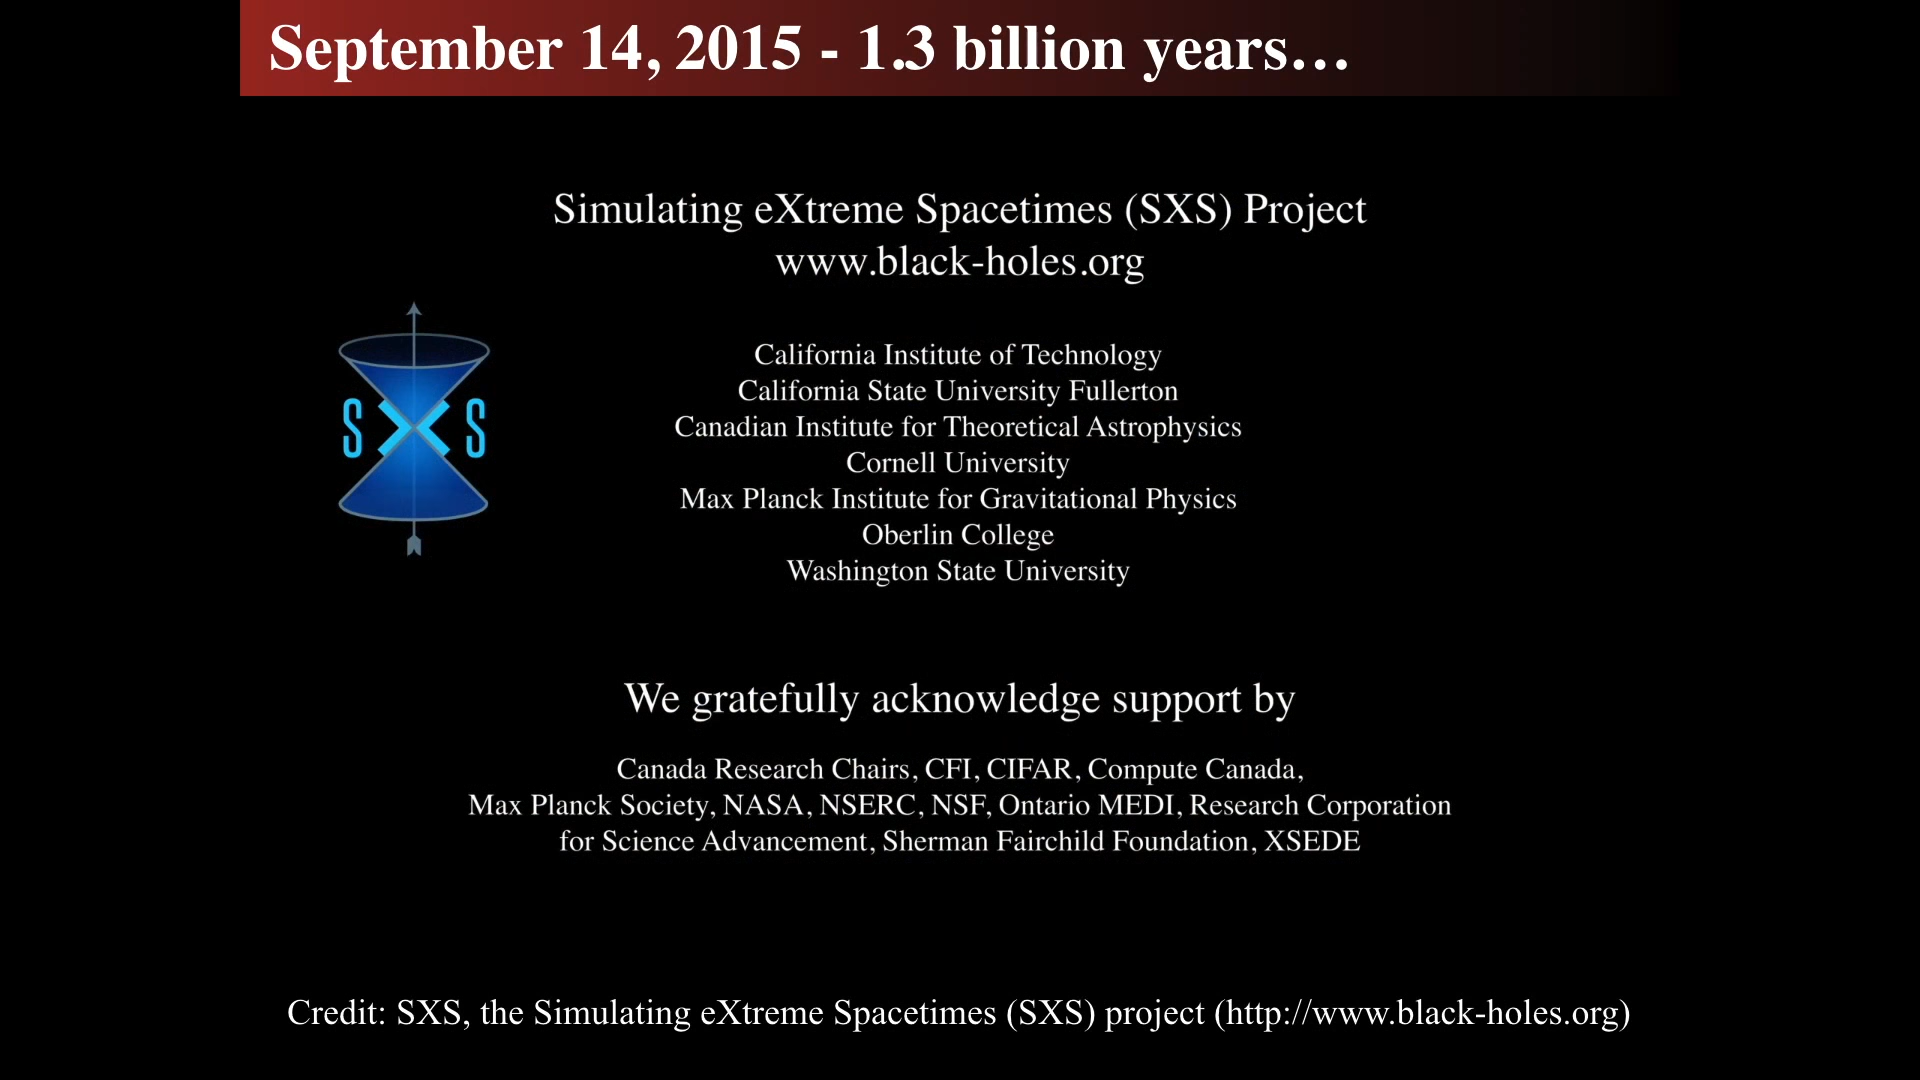 September 14, 2015 - 1.3 billion years…
Simulating eXtreme Spacetimes (SXS) Project
www.black-holes.org
SXS
California Institute of Technology
California State University Fullerton
Canadian Institute for Theoretical Astrophysics
Cornell University
Max Planck Institute for Gravitational Physics
Oberlin College
Washington State University
We gratefully acknowledge support by
Canada Research Chairs, CFI, CIFAR, Compute Canada,
Max Planck Society, NASA, NSERC, NSF, Ontario MEDI, Research Corporation
for Science Advancement, Sherman Fairchild Foundation, XSEDE
Credit: SXS, the Simulating eXtreme Spacetimes (SXS) project (http://www.black-holes.org)